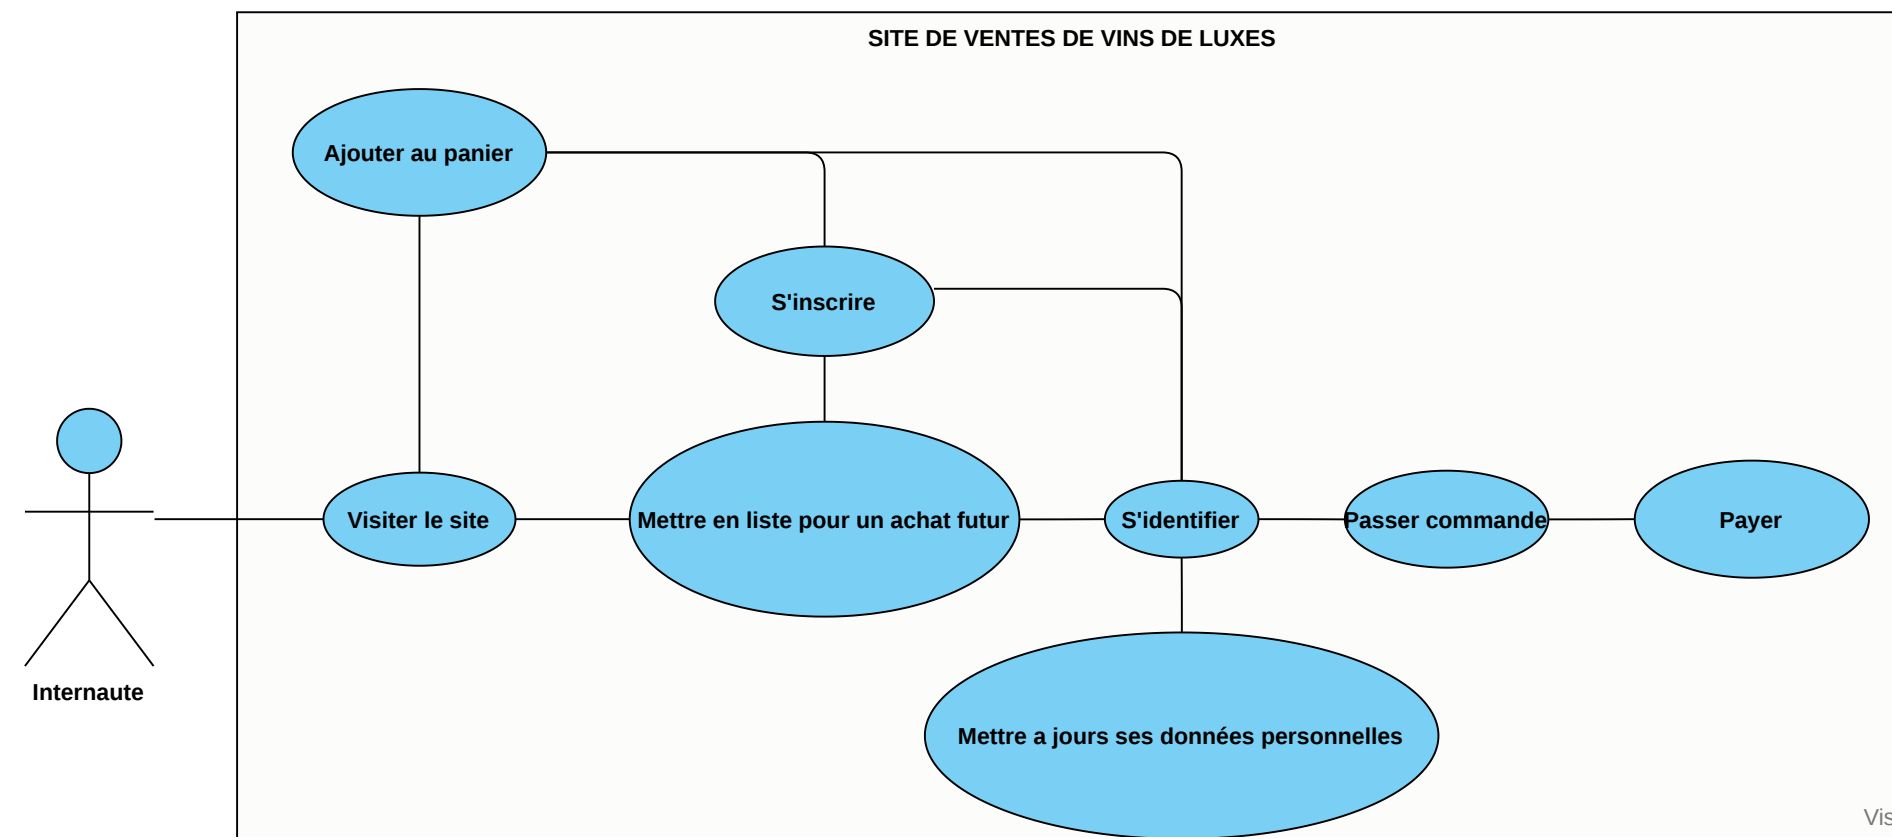 SITE DE VENTES DE VINS DE LUXES
Ajouter au panier
S'inscrire
Visiter le site
Mettre en liste pour un achat futur
S'identifier
Passer commande
Payer
Internaute
Mettre a jours ses données personnelles
Vis